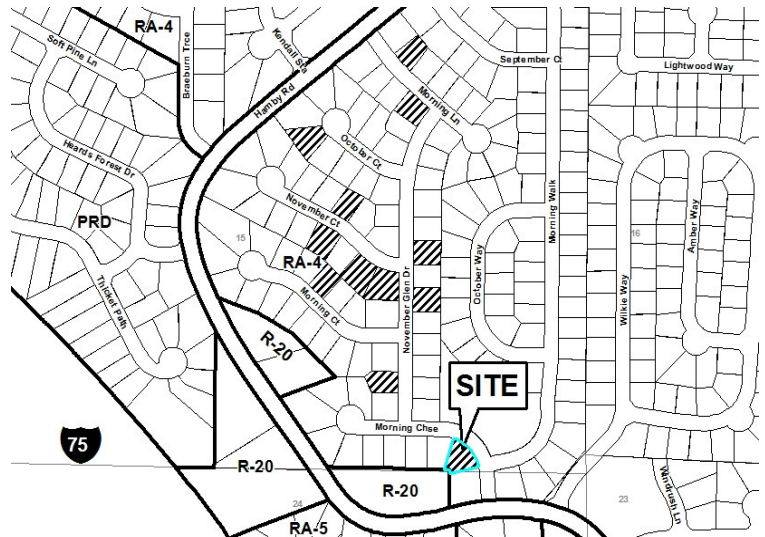 RA-4
Soft Pine Ln
Braeburn Trce
Kendall Sta
Hamby Rd
September Ct
Lightwood Way
Morning Ln
October Ct
Heards Forest Dr
November Ct
Morning Walk
PRD
15
RA-4
16
Amber Way
October Way
November Glen Dr
Wilkie Way
Thicket Path
Morning Ct
R-20
SITE
Morning Chse
75
R-20
R-20
24
23
Windrush Ln
RA-5